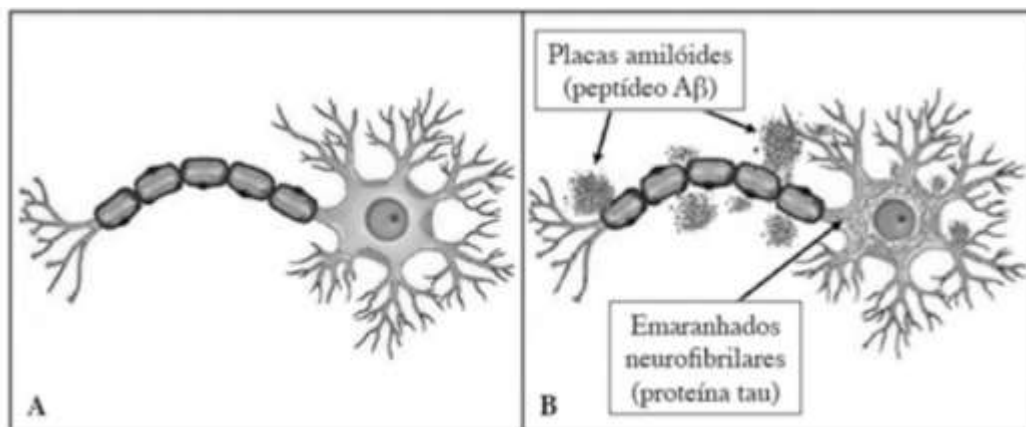 Placas amilóides
(peptídeo Aβ)
Emaranhados
neurofibrilares
(proteína tau)
A
B